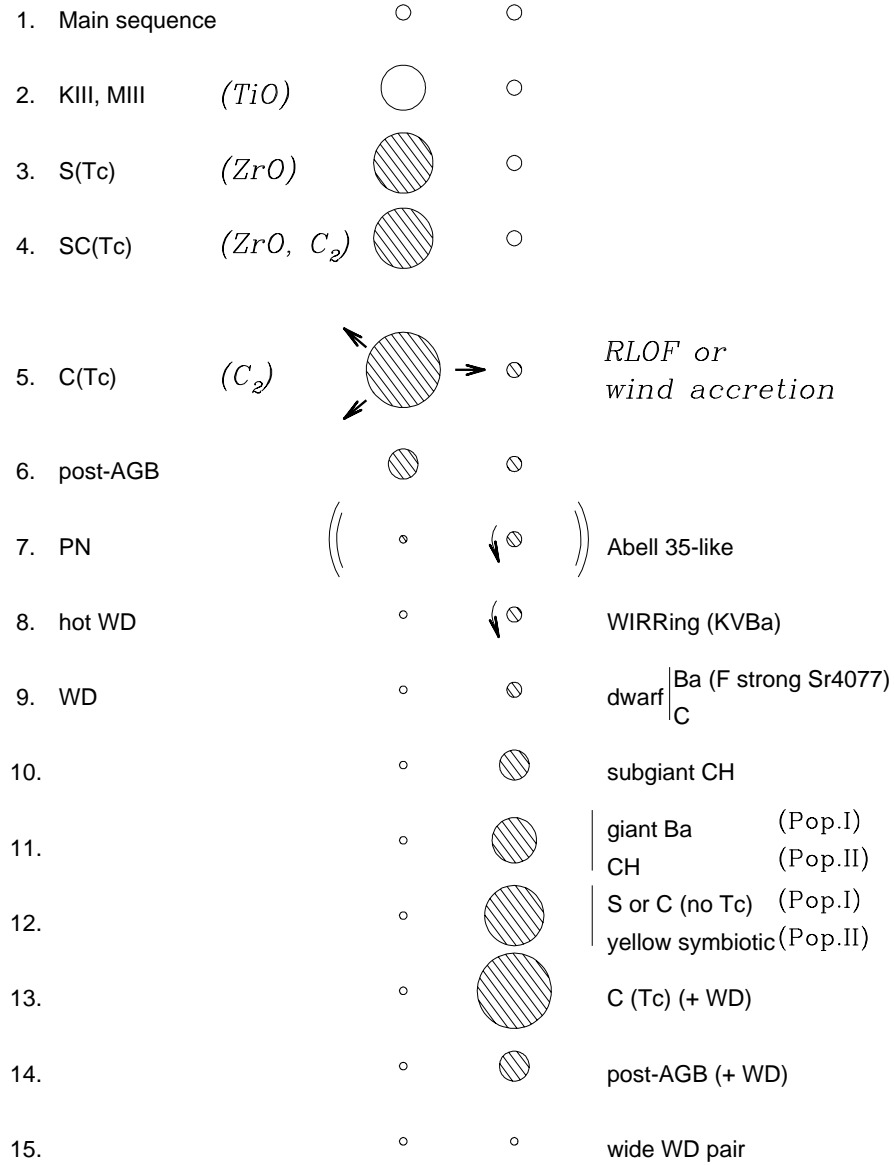 1. Main sequence
2. KIII, MIII (TiO)
3. S(Tc) (ZrO)
4. SC(Tc) (ZrO, C₂)
5. C(Tc) (C₂) RLOF or
wind accretion
6. post-AGB
7. PN Abell 35-like
8. hot WD WIRRing (KVBa)
9. WD dwarf Ba (F strong Sr4077)
C
10. subgiant CH
11. giant Ba (Pop.I)
CH (Pop.II)
12. S or C (no Tc) (Pop.I)
yellow symbiotic (Pop.II)
13. C (Tc) (+ WD)
14. post-AGB (+ WD)
15. wide WD pair